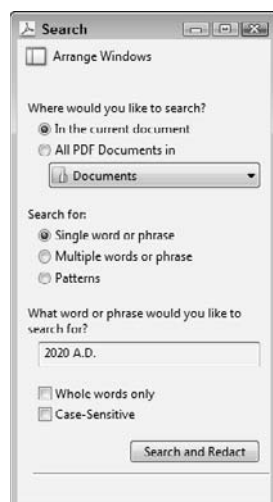 Search
Arrange Windows
Where would you like to search?
In the current document
All PDF Documents in
Documents
Search for:
Single word or phrase
Multiple words or phrase
Patterns
What word or phrase would you like to
search for?
2020 A.D.
Whole words only
Case-Sensitive
Search and Redact